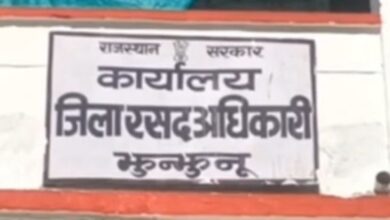 राजस्थान सरकार
कार्यालय
जिला रसद अधिकारी
झुन्झुनू